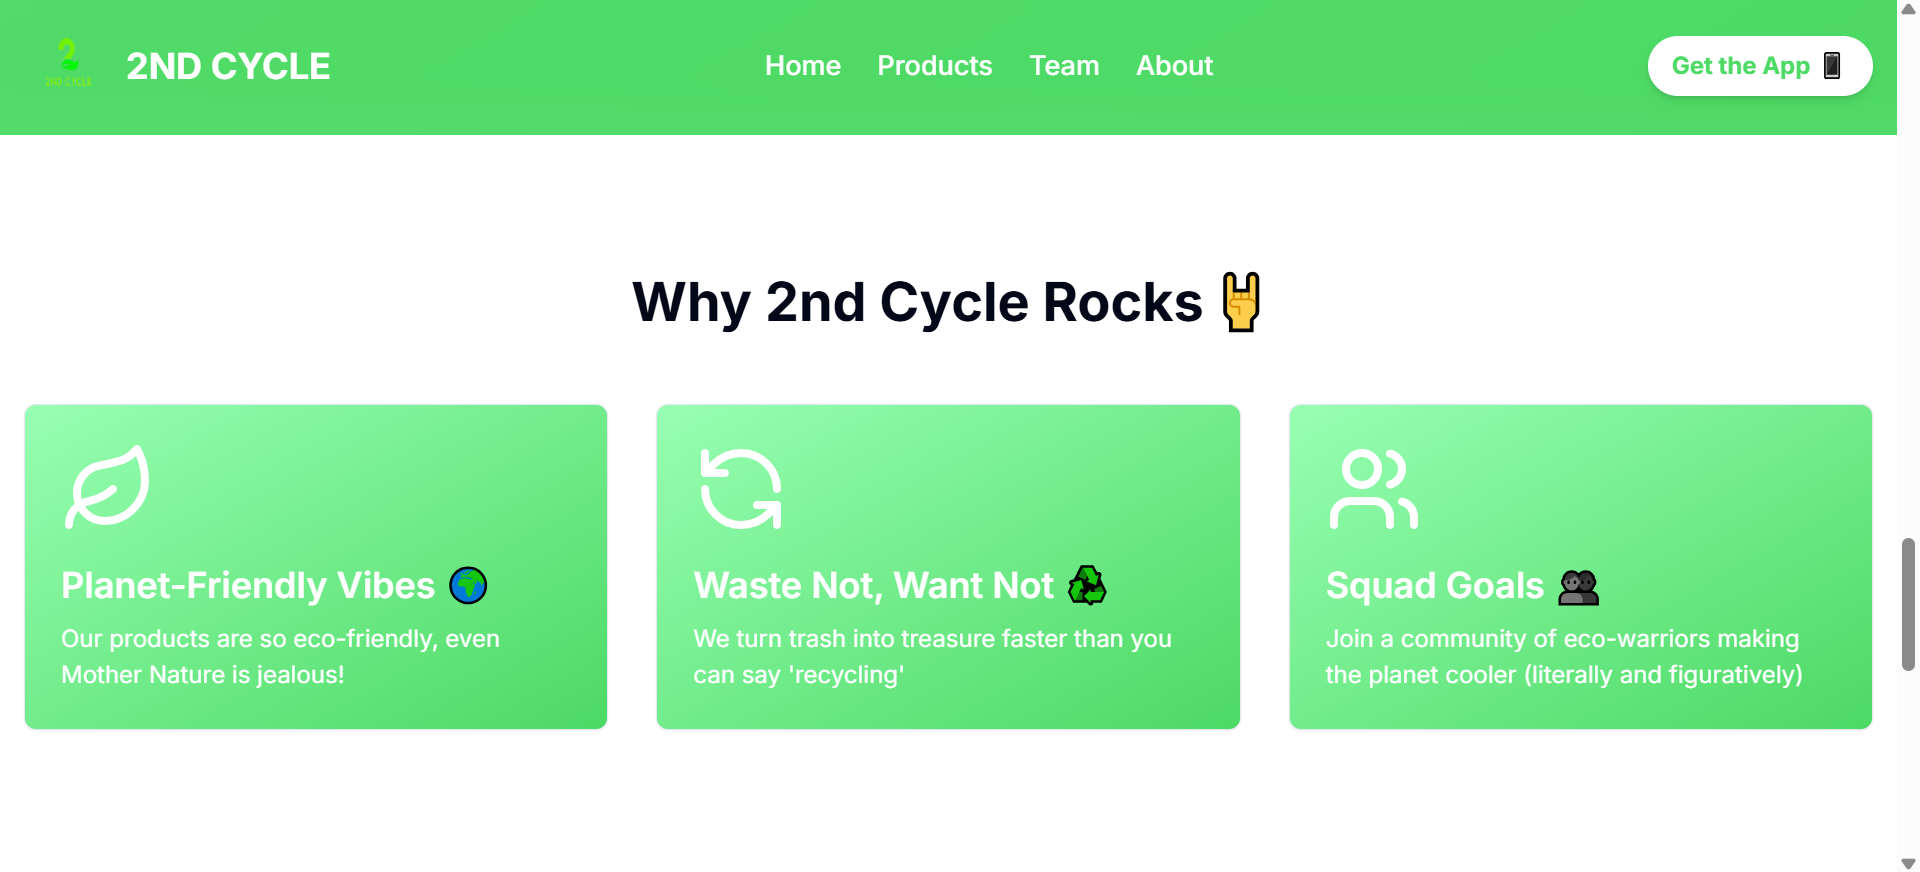 2
2ND CYCLE
2ND CYCLE
Home Products Team About
Get the App 📱
Why 2nd Cycle Rocks 🤘
Planet-Friendly Vibes 🌍
Our products are so eco-friendly, even
Mother Nature is jealous!
Waste Not, Want Not ♻️
We turn trash into treasure faster than you
can say 'recycling'
Squad Goals 👥
Join a community of eco-warriors making
the planet cooler (literally and figuratively)